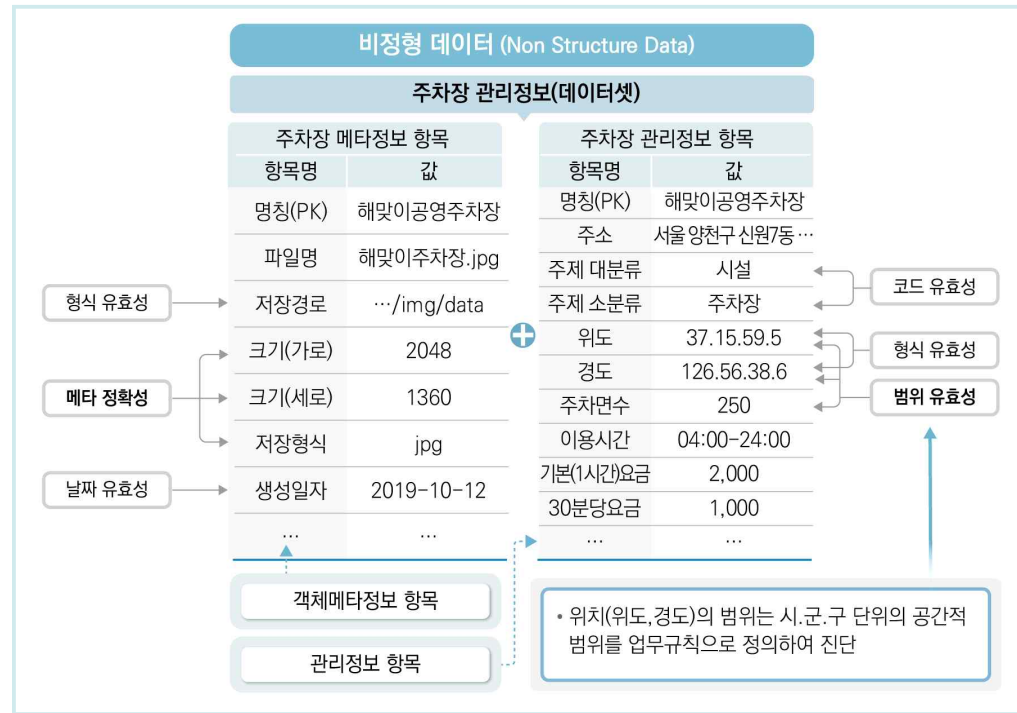 비정형 데이터 (Non Structure Data)
주차장 관리정보(데이터셋)
주차장 메타정보 항목
항목명 값
명칭(PK) 해맞이공영주차장
파일명 해맞이주차장.jpg
저장경로 …/img/data
크기(가로) 2048
크기(세로) 1360
저장형식 jpg
생성일자 2019-10-12
… …
주차장 관리정보 항목
항목명 값
명칭(PK) 해맞이공영주차장
주소 서울 양천구 신원7동 …
주제 대분류 시설
주제 소분류 주차장
위도 37.15.59.5
경도 126.56.38.6
주차면수 250
이용시간 04:00-24:00
기본(1시간)요금 2,000
30분당요금 1,000
… …
형식 유효성
메타 정확성
날짜 유효성
코드 유효성
형식 유효성
범위 유효성
객체메타정보 항목
관리정보 항목
• 위치(위도,경도)의 범위는 시.군.구 단위의 공간적
범위를 업무규칙으로 정의하여 진단